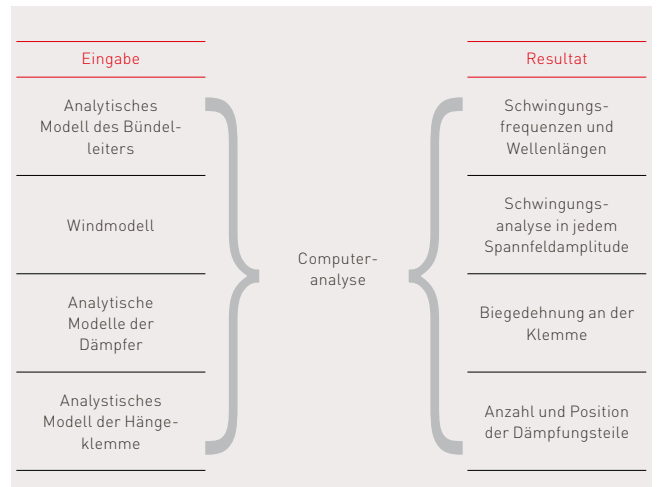 Eingabe
Analytisches
Modell des Bündel-
leiters
Windmodell
Analytische
Modelle der
Dämpfer
Analystisches
Modell der Hänge-
klemme
Computer-
analyse
Resultat
Schwingungs-
frequenzen und
Wellenlängen
Schwingungs-
analyse in jedem
Spannfeldamplitude
Biegedehnung an der
Klemme
Anzahl und Position
der Dämpfungsteile